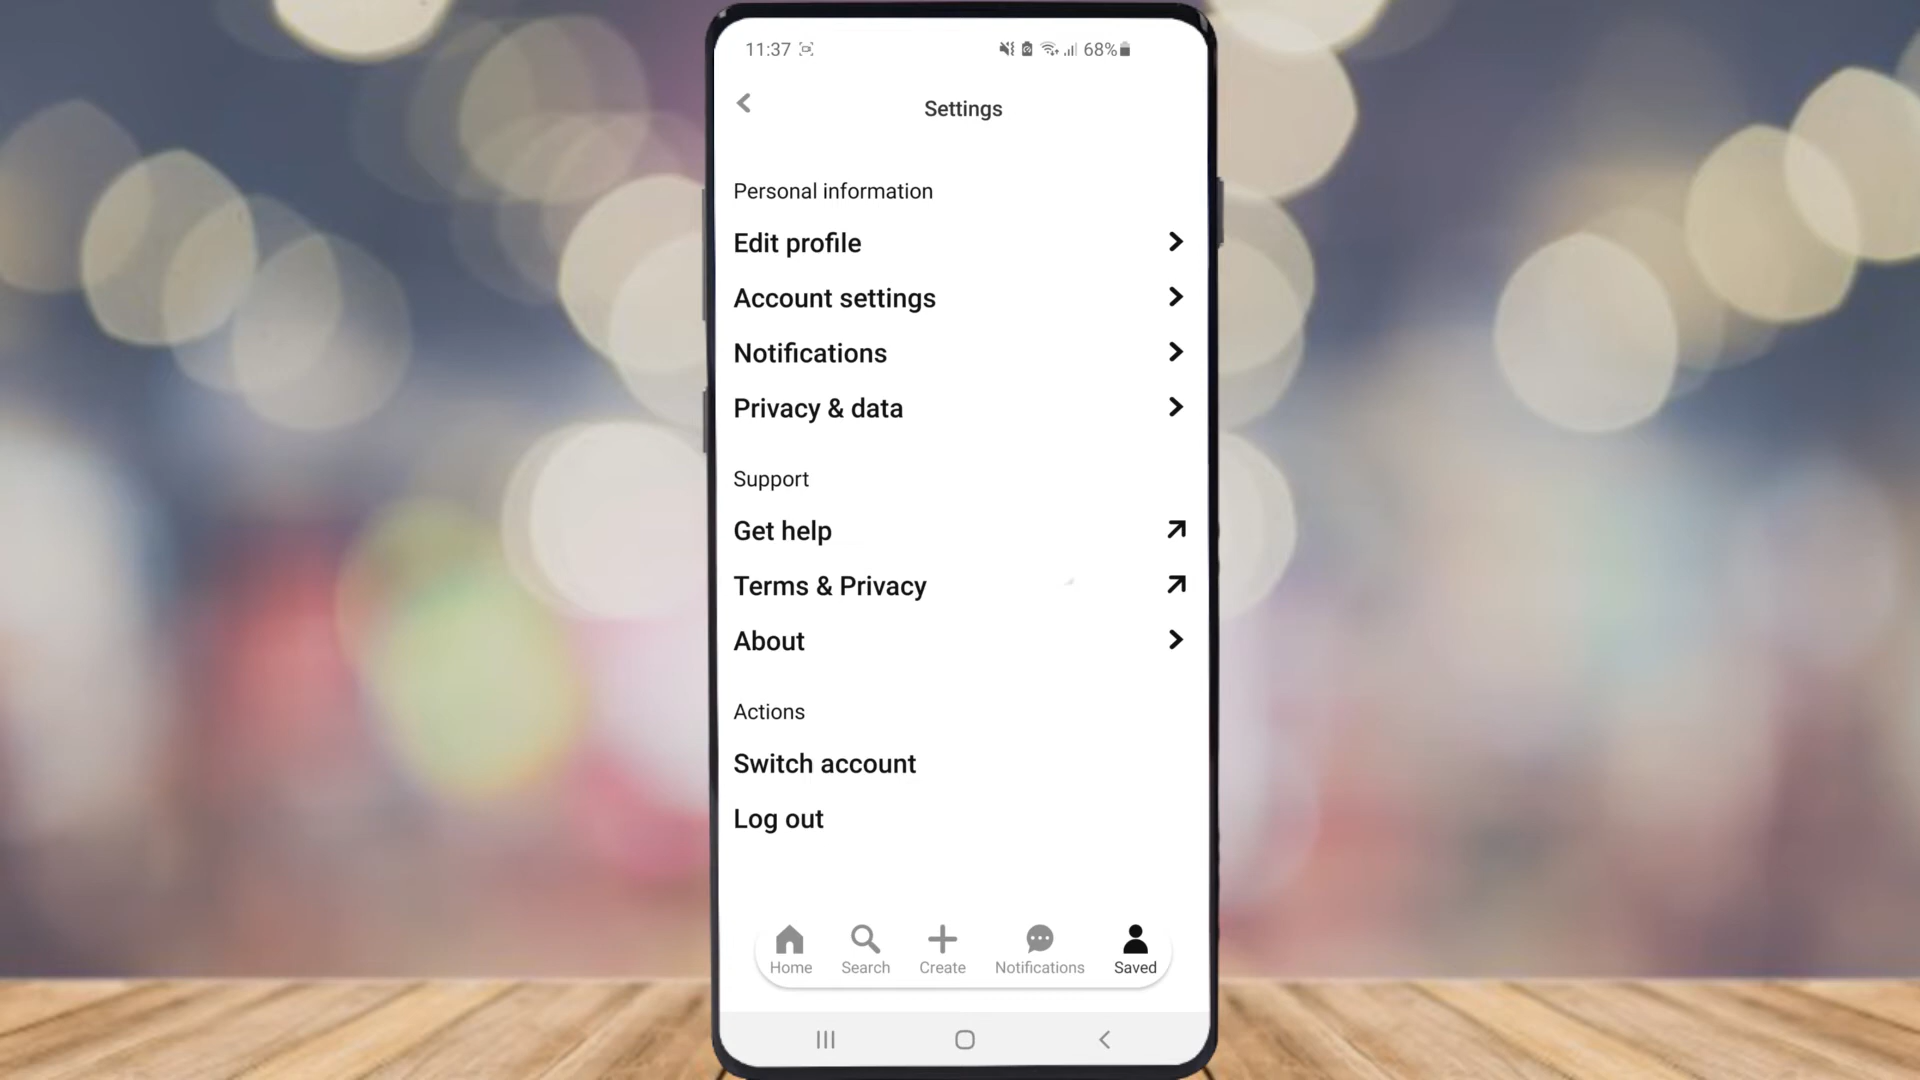 11:37 68%
Settings
Personal information
Edit profile
Account settings
Notifications
Privacy & data
Support
Get help
Terms & Privacy
About
Actions
Switch account
Log out
Home Search Create Notifications Saved